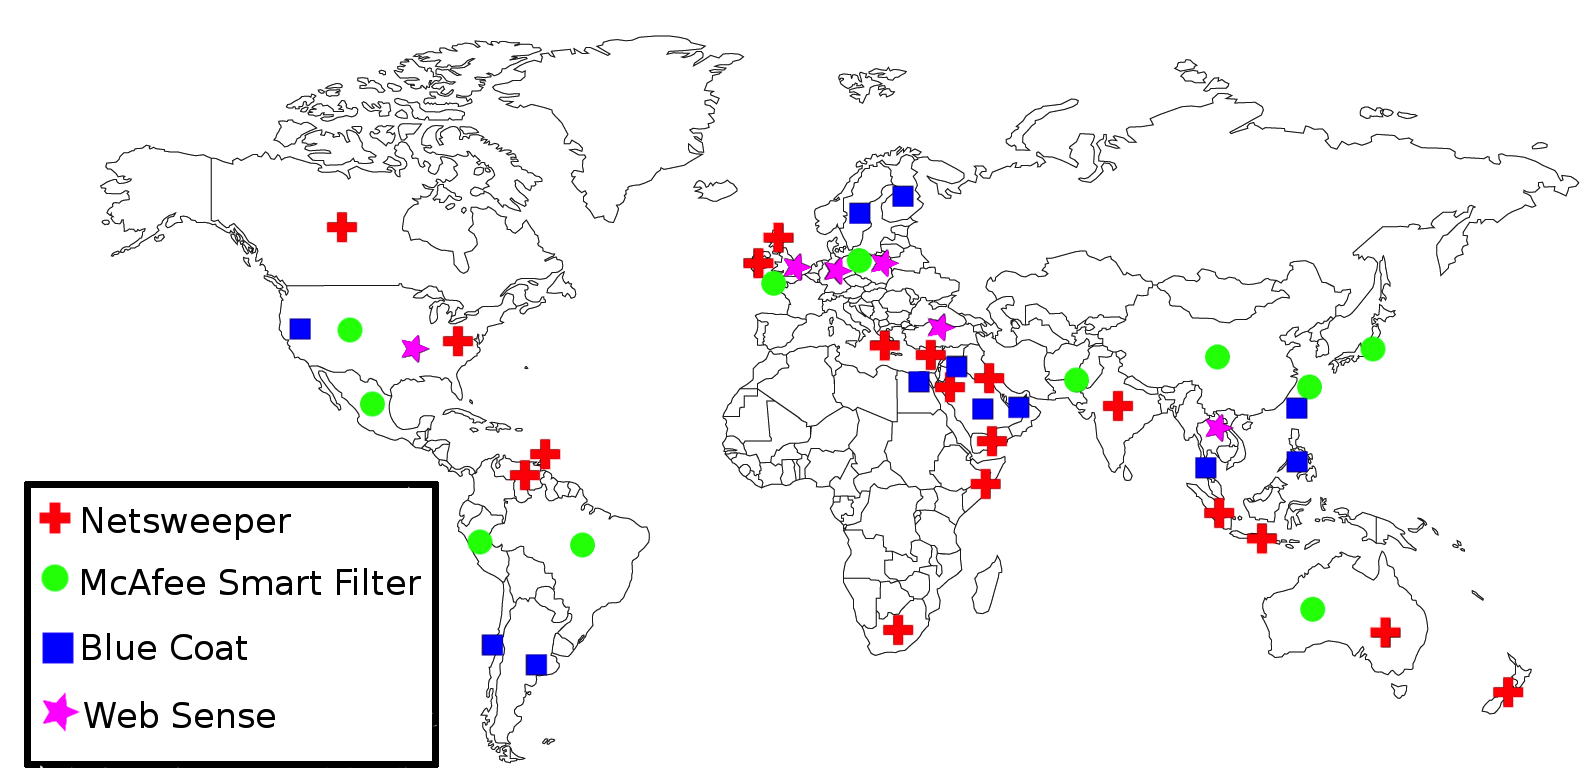 Netsweeper
McAfee Smart Filter
Blue Coat
Web Sense